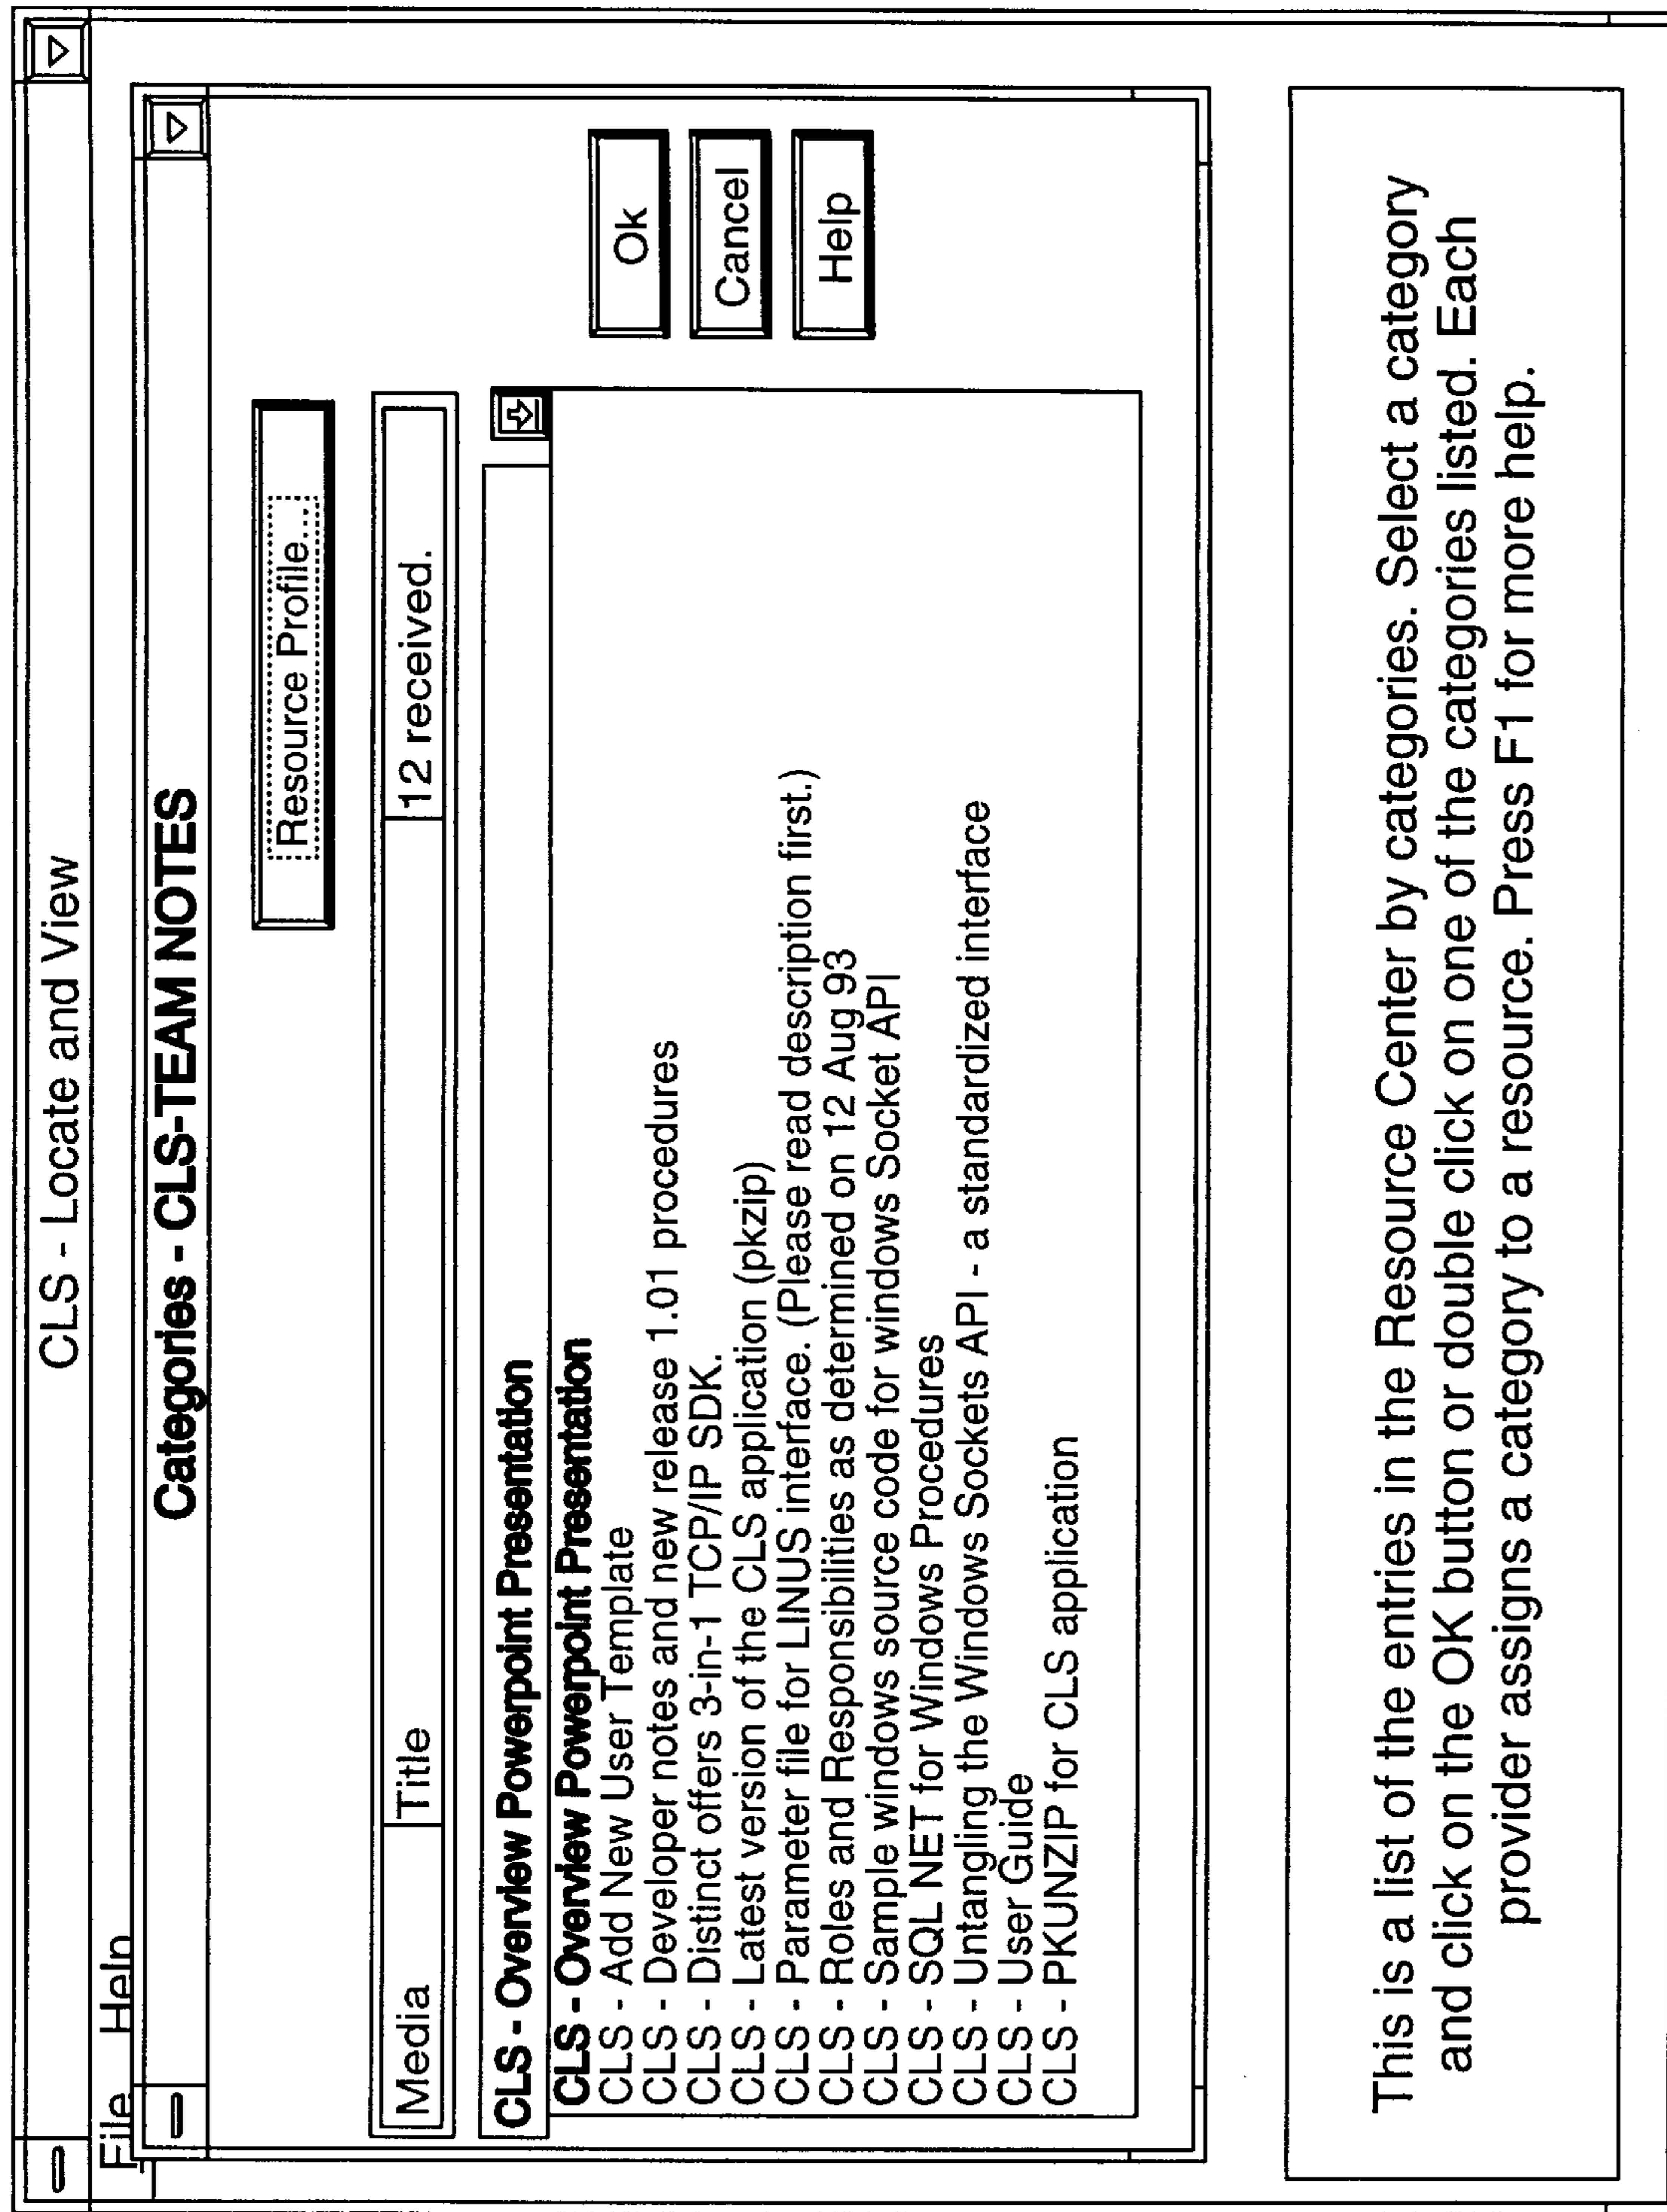 CLS - Locate and View
File Help
Categories - CLS-TEAM NOTES
Resource Profile...
Media Title 12 received.
CLS - Overview Powerpoint Presentation
CLS - Overview Powerpoint Presentation
CLS - Add New User Template
CLS - Developer notes and new release 1.01 procedures
CLS - Distinct offers 3-in-1 TCP/IP SDK.
CLS - Latest version of the CLS application (pkzip)
CLS - Parameter file for LINUS interface. (Please read description first.)
CLS - Roles and Responsibilities as determined on 12 Aug 93
CLS - Sample windows source code for windows Socket API
CLS - SQL NET for Windows Procedures
CLS - Untangling the Windows Sockets API - a standardized interface
CLS - User Guide
CLS - PKUNZIP for CLS application
Ok
Cancel
Help
This is a list of the entries in the Resource Center by categories. Select a category
and click on the OK button or double click on one of the categories listed. Each
provider assigns a category to a resource. Press F1 for more help.